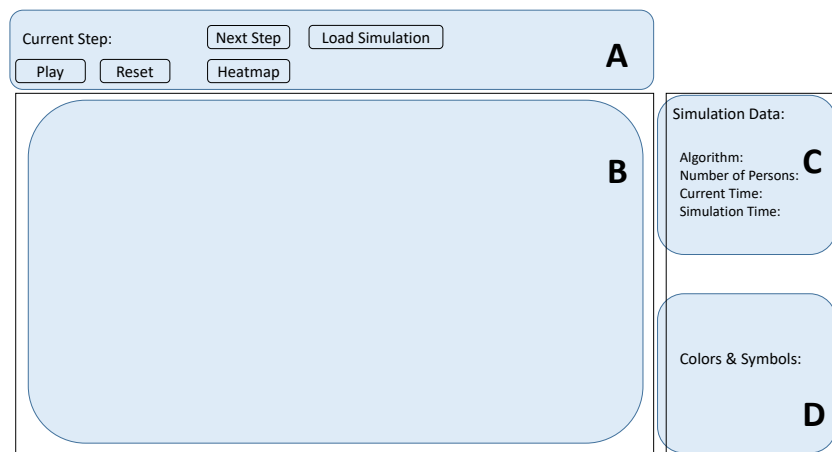 Current Step:
Next Step
Load Simulation
A
Play
Reset
Heatmap
B
Simulation Data:
C
Algorithm:
Number of Persons:
Current Time:
Simulation Time:
Colors & Symbols:
D